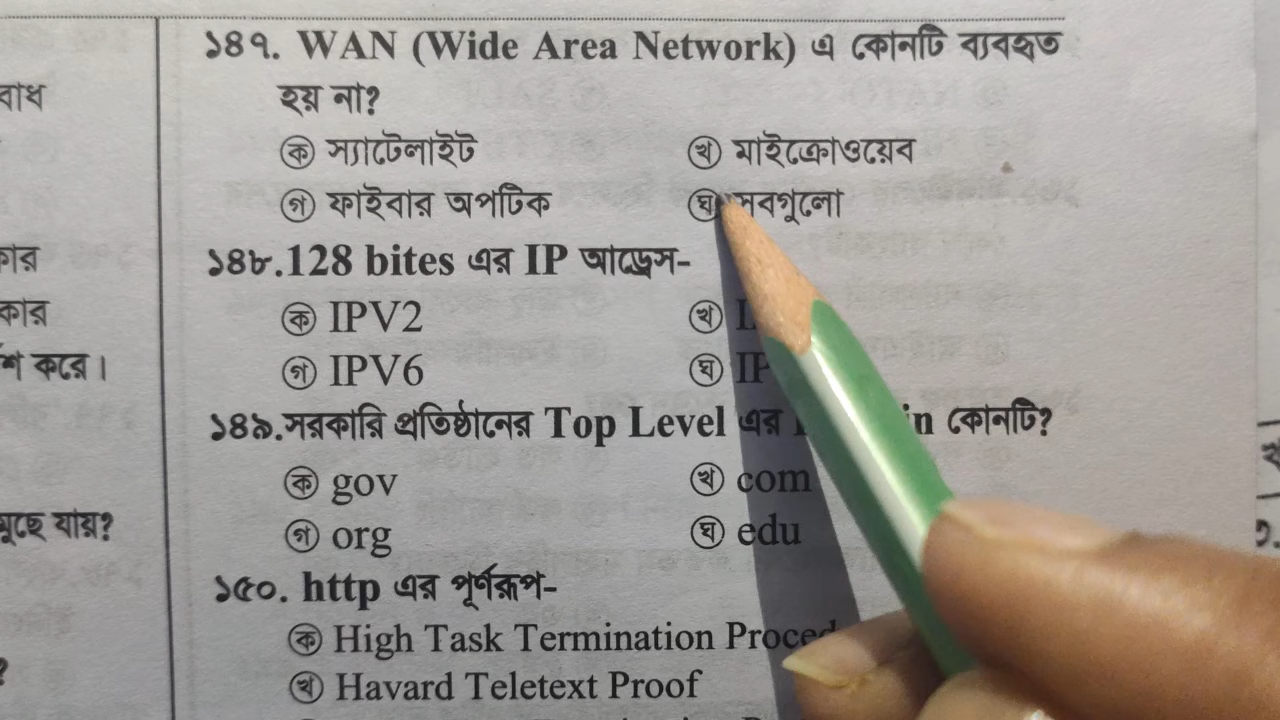 বাধ
কার
কার
শ করে।
মুছে যায়?
?
১৪৭. WAN (Wide Area Network) এ কোনটি ব্যবহৃত
হয় না?
ক স্যাটেলাইট খ মাইক্রোওয়েব
গ ফাইবার অপটিক ঘ সবগুলো
১৪৮.128 bites এর IP আড্রেস-
ক IPV2 খ
গ IPV6 ঘ IP
১৪৯.সরকারি প্রতিষ্ঠানের Top Level এর কোনটি?
ক gov খ com
গ org ঘ edu
১৫০. http এর পূর্ণরূপ-
ক High Task Termination
খ Havard Teletext Proof